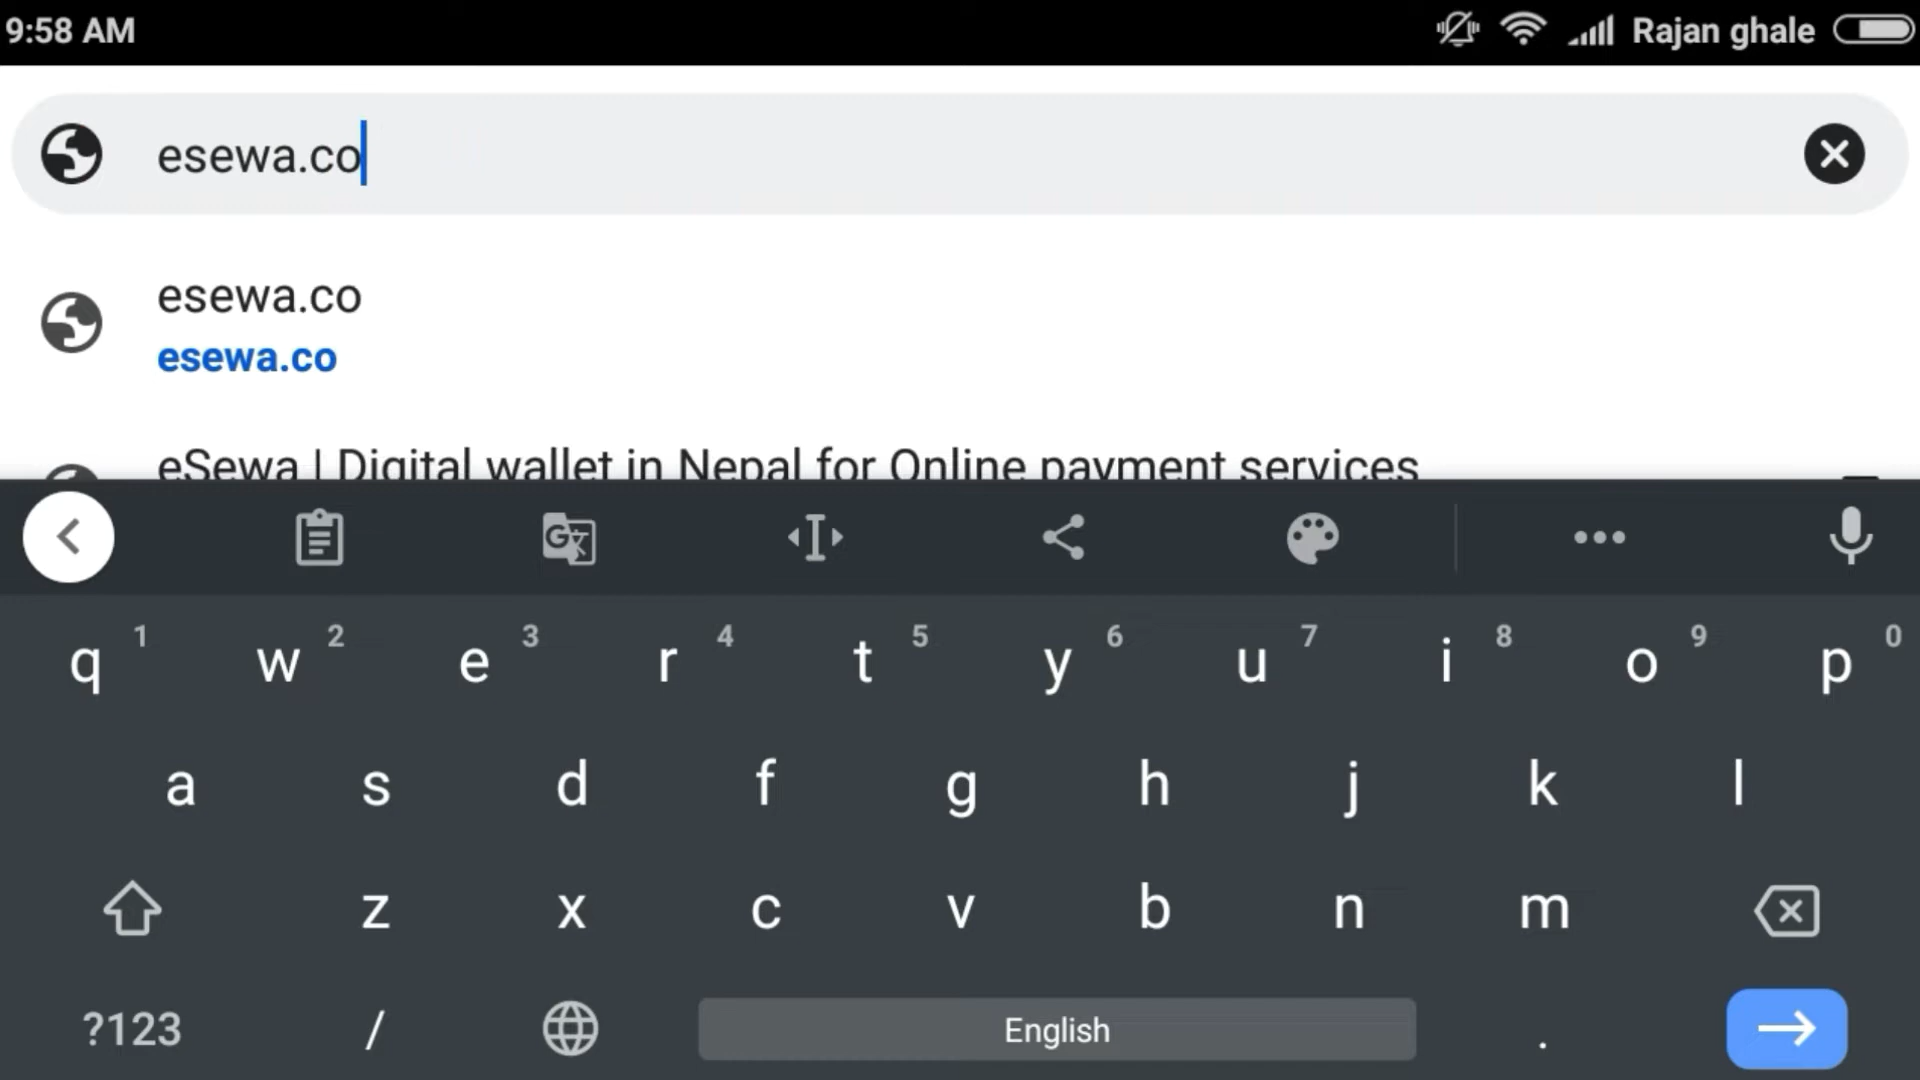 9:58 AM Rajan ghale
esewa.co
esewa.co
esewa.co
eSewa | Digital wallet in Nepal for Online payment services
q 1 w 2 e 3 r 4 t 5 y 6 u 7 i 8 o 9 p 0
a s d f g h j k l
z x c v b n m
?123 / English .